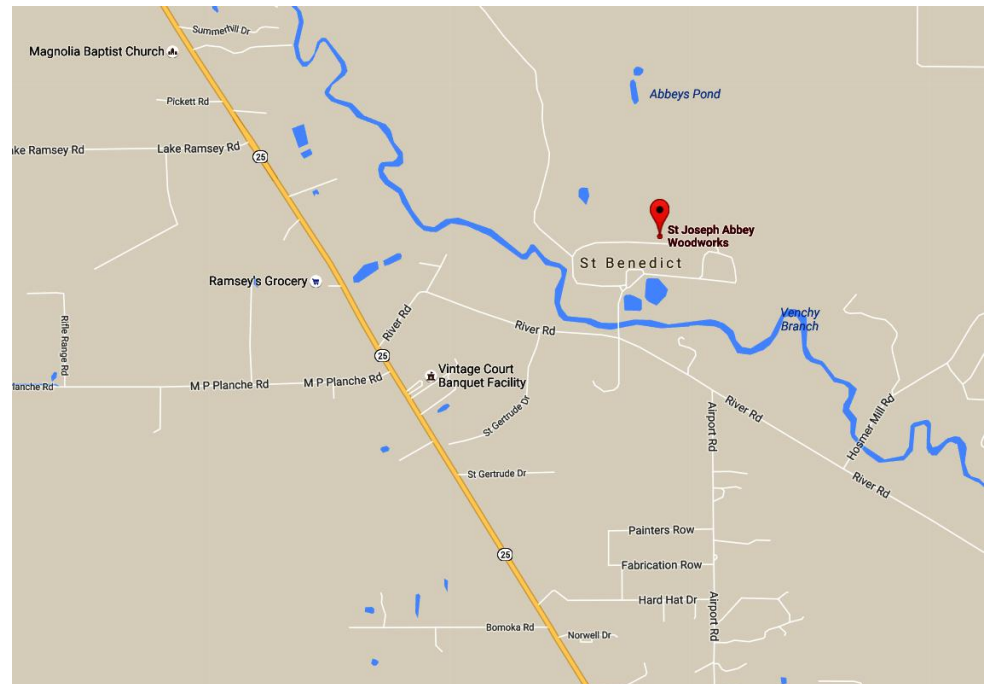 Summerhill Dr
Magnolia Baptist Church
Abbeys Pond
Pickett Rd
ke Ramsey Rd
Lake Ramsey Rd
25
St Joseph Abbey
Woodworks
St Benedict
Ramsey's Grocery
River Rd
Venchy
Branch
River Rd
Rifle Range Rd
25
Vintage Court
Banquet Facility
lanche Rd
M P Planche Rd
M P Planche Rd
River Rd
Airport Rd
St Gertrude Dr
Hosmer Mill Rd
St Gertrude Dr
River Rd
Painters Row
25
Fabrication Row
Hard Hat Dr
Airport Rd
Bomoka Rd
Norwell Dr